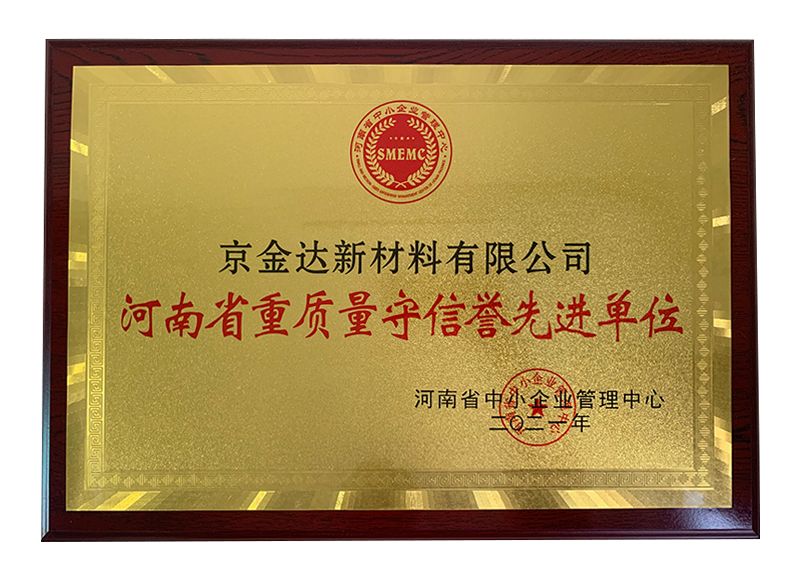 河南省中小企业管理中心
SMEMC
京金达新材料有限公司
河南省重质量守信誉先进单位
河南省中小企业管理中心
二〇二一年